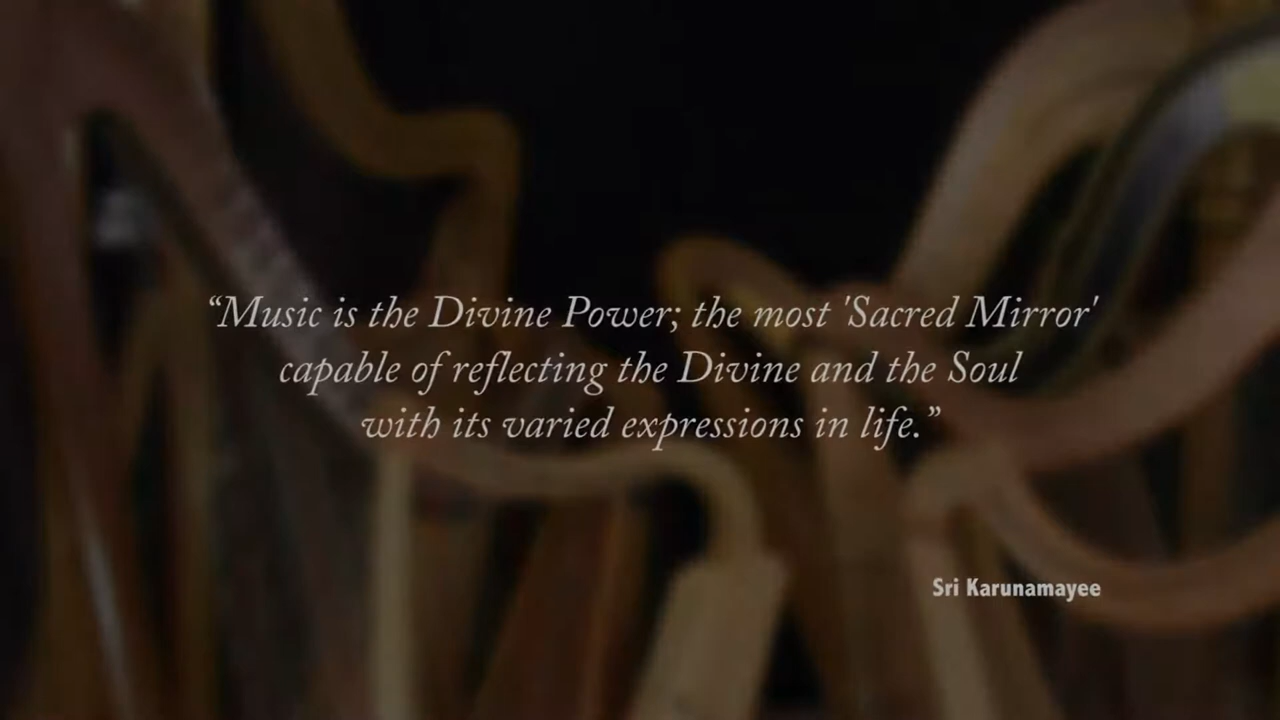 “Music is the Divine Power; the most 'Sacred Mirror'
capable of reflecting the Divine and the Soul
with its varied expressions in life.”
Sri Karunamayee